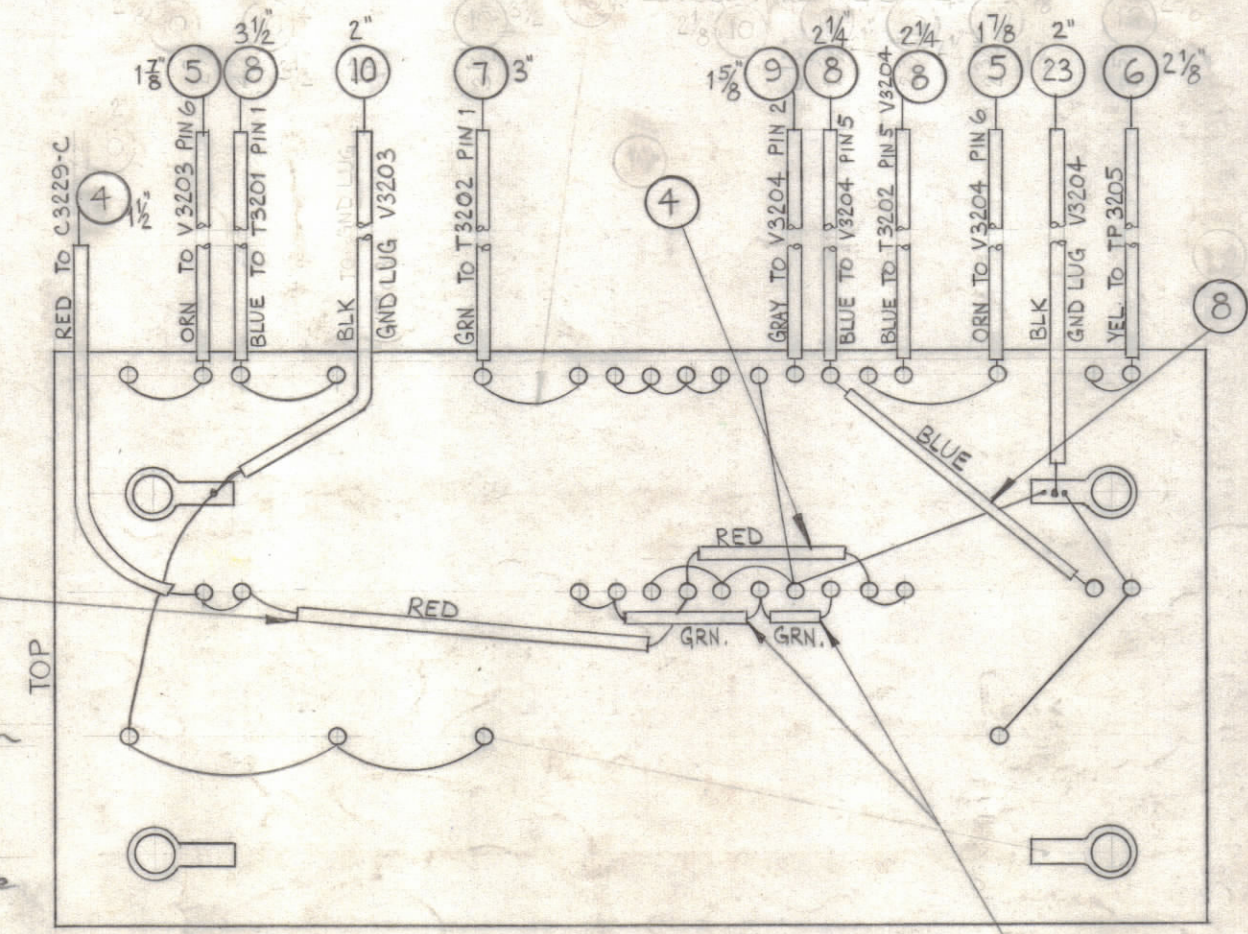 3½"
2"
1⅞"
5
8
10
7
3"
1⅝"
9
2¼"
8
2¼
8
1⅞
5
2"
23
6
2⅛"
RED TO C3229-C
4
1½"
ORN TO V3203 PIN 6
BLUE TO T3201 PIN 1
BLK TO GND LUG
GND LUG V3203
GRN TO T3202 PIN 1
4
GRAY TO V3204 PIN 2
BLUE TO V3204 PIN 5
BLUE TO T3202 PIN 5 V3204
ORN TO V3204 PIN 6
BLK
GND LUG V3204
YEL TO TP3205
8
BLUE
RED
RED
GRN.
GRN.
TOP